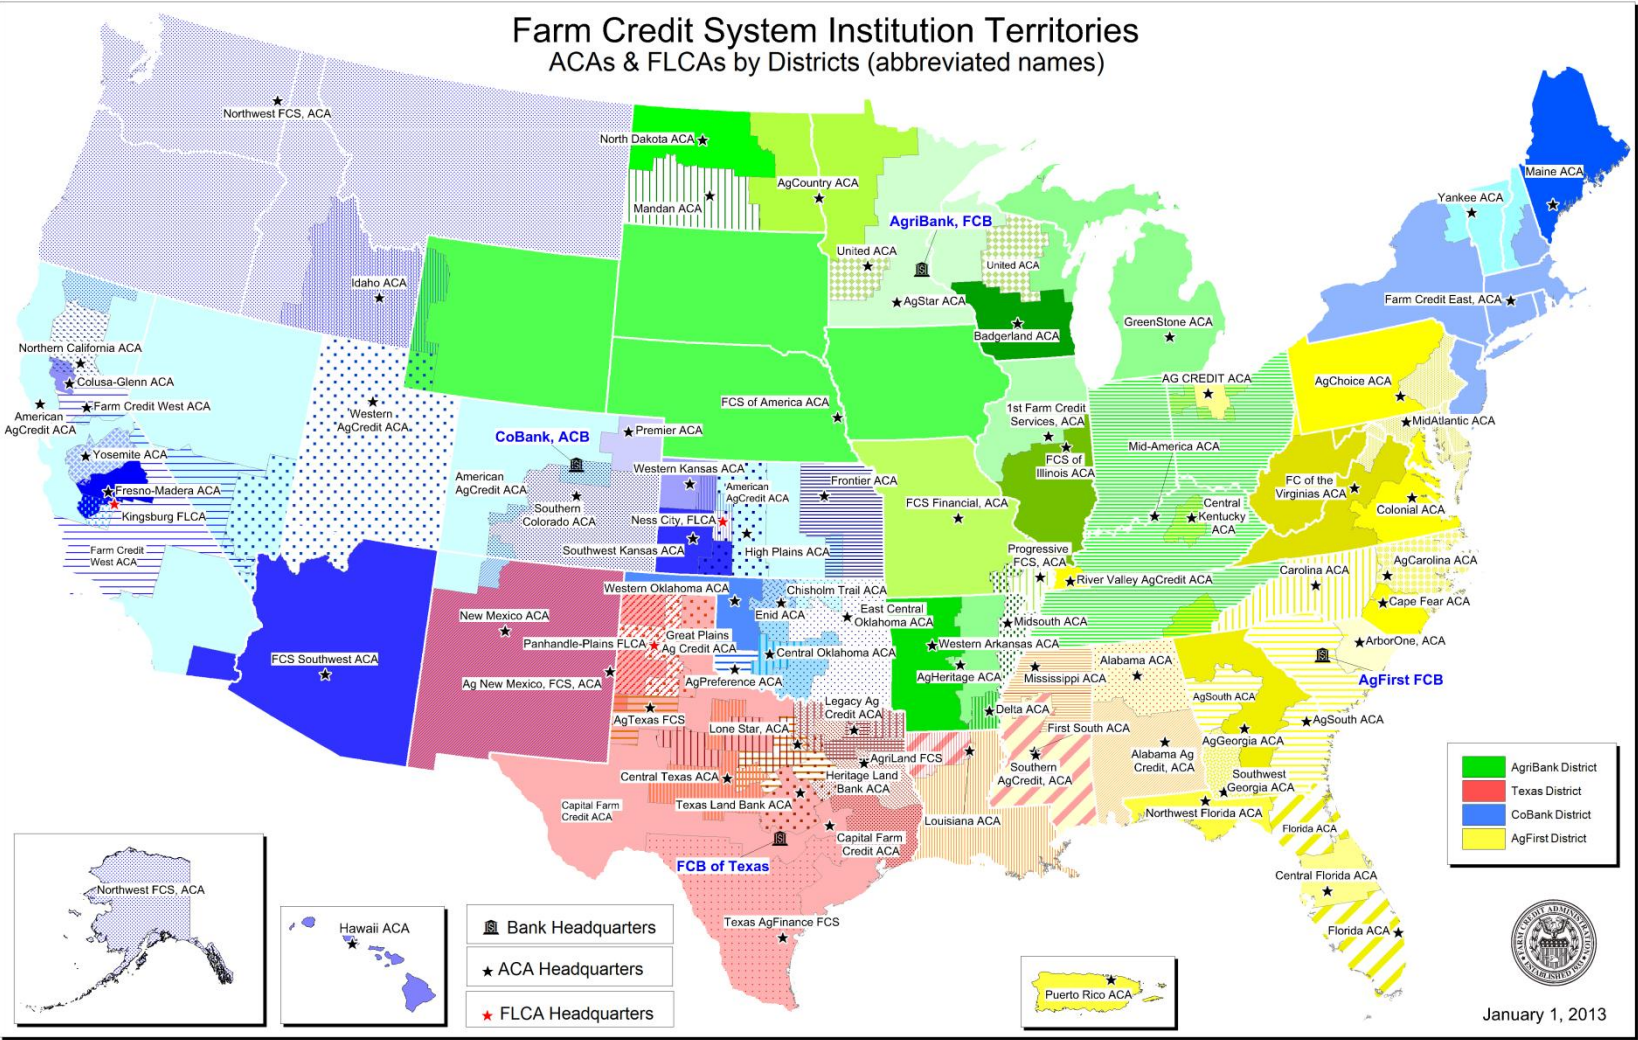 Farm Credit System Institution Territories
ACAs & FLCAs by Districts (abbreviated names)
Northwest FCS, ACA
North Dakota ACA
Mandan ACA
AgCountry ACA
AgriBank, FCB
United ACA
United ACA
AgStar ACA
Badgerland ACA
GreenStone ACA
Maine ACA
Yankee ACA
Farm Credit East, ACA
Idaho ACA
Northern California ACA
Colusa-Glenn ACA
Farm Credit West ACA
American
AgCredit ACA
Yosemite ACA
Fresno-Madera ACA
Kingsburg FLCA
Farm Credit
West ACA
Western
AgCredit ACA
FCS of America ACA
CoBank, ACB
Premier ACA
American
AgCredit ACA
Southern
Colorado ACA
Western Kansas ACA
American
AgCredit ACA
Ness City, FLCA
Southwest Kansas ACA
High Plains ACA
Frontier ACA
FCS Financial, ACA
1st Farm Credit
Services, ACA
FCS of
Illinois ACA
AG CREDIT ACA
Mid-America ACA
Central
Kentucky
ACA
AgChoice ACA
MidAtlantic ACA
FC of the
Virginias ACA
Colonial ACA
Progressive
FCS, ACA
River Valley AgCredit ACA
Carolina ACA
AgCarolina ACA
Cape Fear ACA
ArborOne, ACA
AgFirst FCB
FCS Southwest ACA
New Mexico ACA
Panhandle-Plains FLCA
Great Plains
Ag Credit ACA
Ag New Mexico, FCS, ACA
Western Oklahoma ACA
Chisholm Trail ACA
Enid ACA
East Central
Oklahoma ACA
Central Oklahoma ACA
AgPreference ACA
Midsouth ACA
Western Arkansas ACA
AgHeritage ACA
Mississippi ACA
Delta ACA
Alabama ACA
First South ACA
Southern
AgCredit, ACA
Alabama Ag
Credit, ACA
AgSouth ACA
AgSouth ACA
AgGeorgia ACA
Southwest
Georgia ACA
Northwest Florida ACA
Florida ACA
Central Florida ACA
Florida ACA
AgTexas FCS
Lone Star, ACA
Legacy Ag
Credit ACA
AgriLand FCS
Central Texas ACA
Heritage Land
Bank ACA
Texas Land Bank ACA
Capital Farm
Credit ACA
Capital Farm
Credit ACA
Louisiana ACA
FCB of Texas
Texas AgFinance FCS
Northwest FCS, ACA
Hawaii ACA
Bank Headquarters
ACA Headquarters
FLCA Headquarters
Puerto Rico ACA
AgriBank District
Texas District
CoBank District
AgFirst District
FARM CREDIT ADMINISTRATION
ESTABLISHED 1933
January 1, 2013